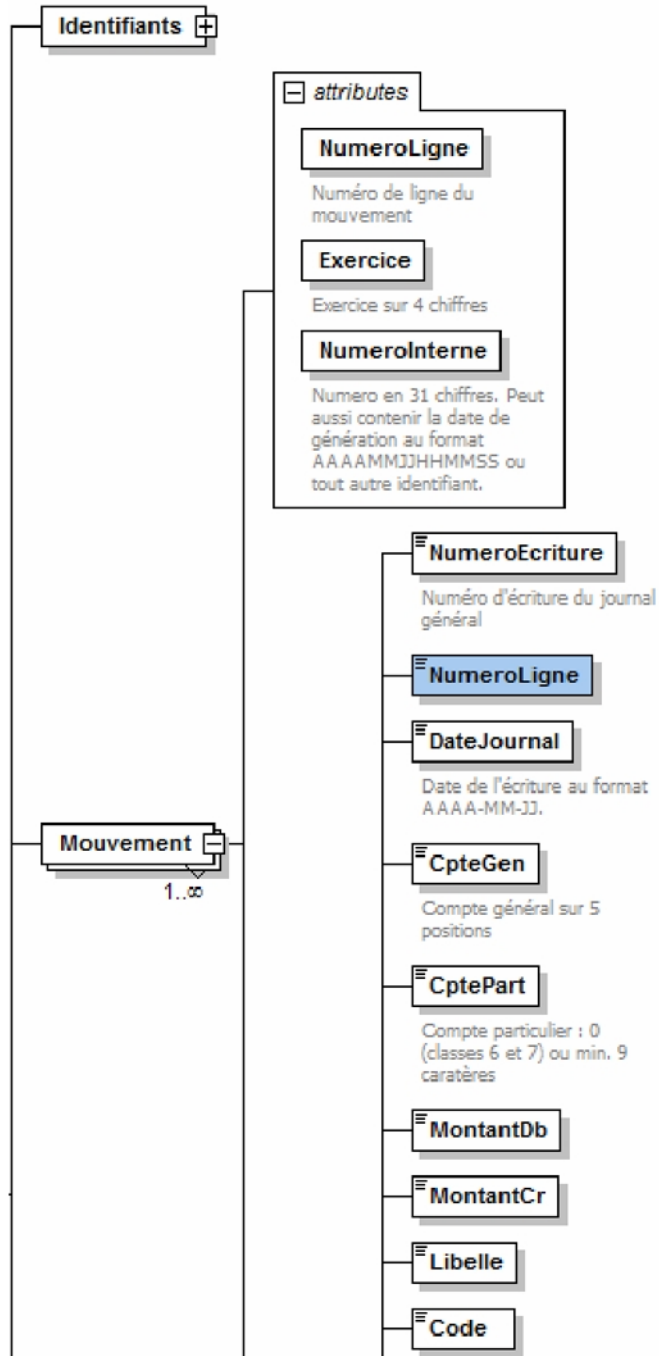 Identifiants
attributes
NumeroLigne
Numéro de ligne du
mouvement
Exercice
Exercice sur 4 chiffres
NumeroInterne
Numero en 31 chiffres. Peut
aussi contenir la date de
génération au format
AAAAMMJJHHMMSS ou
tout autre identifiant.
NumeroEcriture
Numéro d'écriture du journal
général
NumeroLigne
DateJournal
Date de l'écriture au format
AAAA-MM-JJ.
Mouvement
1..∞
CpteGen
Compte général sur 5
positions
CptePart
Compte particulier : 0
(classes 6 et 7) ou min. 9
caratères
MontantDb
MontantCr
Libelle
Code